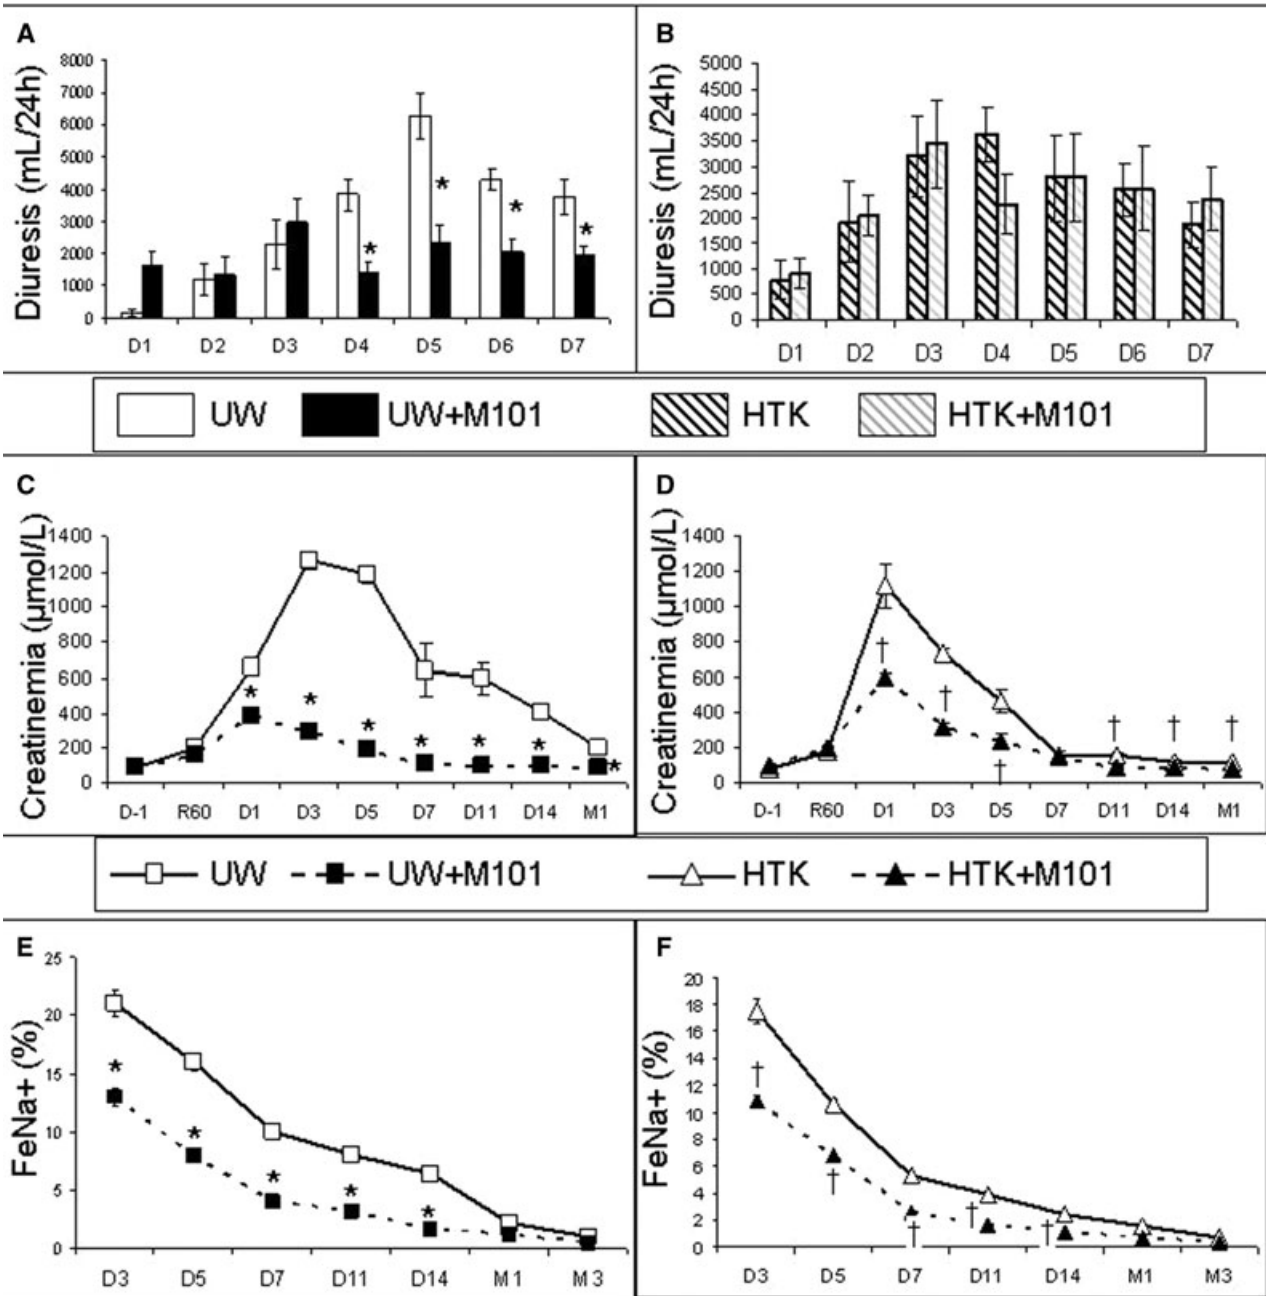 A
Diuresis (mL/24h)
8000
7000
6000
5000
4000
3000
2000
1000
0
* * * *
D1 D2 D3 D4 D5 D6 D7
B
Diuresis (mL/24h)
5000
4500
4000
3500
3000
2500
2000
1500
1000
500
0
D1 D2 D3 D4 D5 D6 D7
UW UW+M101 HTK HTK+M101
C
Creatinemia (µmol/L)
1400
1200
1000
800
600
400
200
0
* * * * * * *
D-1 R60 D1 D3 D5 D7 D11 D14 M1
D
Creatinemia (µmol/L)
1400
1200
1000
800
600
400
200
0
† † † † † †
D-1 R60 D1 D3 D5 D7 D11 D14 M1
UW UW+M101 HTK HTK+M101
E
FeNa+ (%)
25
20
15
10
5
0
* * * * *
D3 D5 D7 D11 D14 M1 M3
F
FeNa+ (%)
20
18
16
14
12
10
8
6
4
2
0
† † † † †
D3 D5 D7 D11 D14 M1 M3